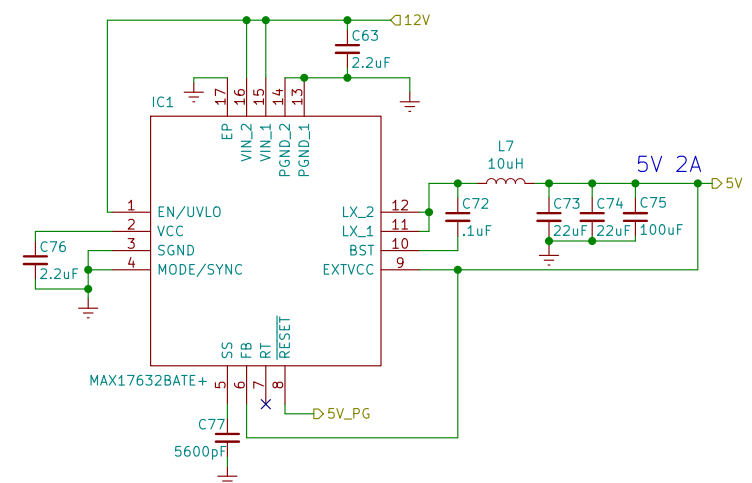 12V
C63
2.2uF
IC1
17
16
15
14
13
EP
VIN_2
VIN_1
PGND_2
PGND_1
L7
10uH
5V 2A
5V
1
EN/UVLO
LX_2
12
2
VCC
LX_1
11
3
SGND
BST
10
4
MODE/SYNC
EXTVCC
9
C72
.1uF
C73
22uF
C74
22uF
C75
100uF
C76
2.2uF
SS
FB
RT
RESET
MAX17632BATE+
5
6
7
8
5V_PG
C77
5600pF